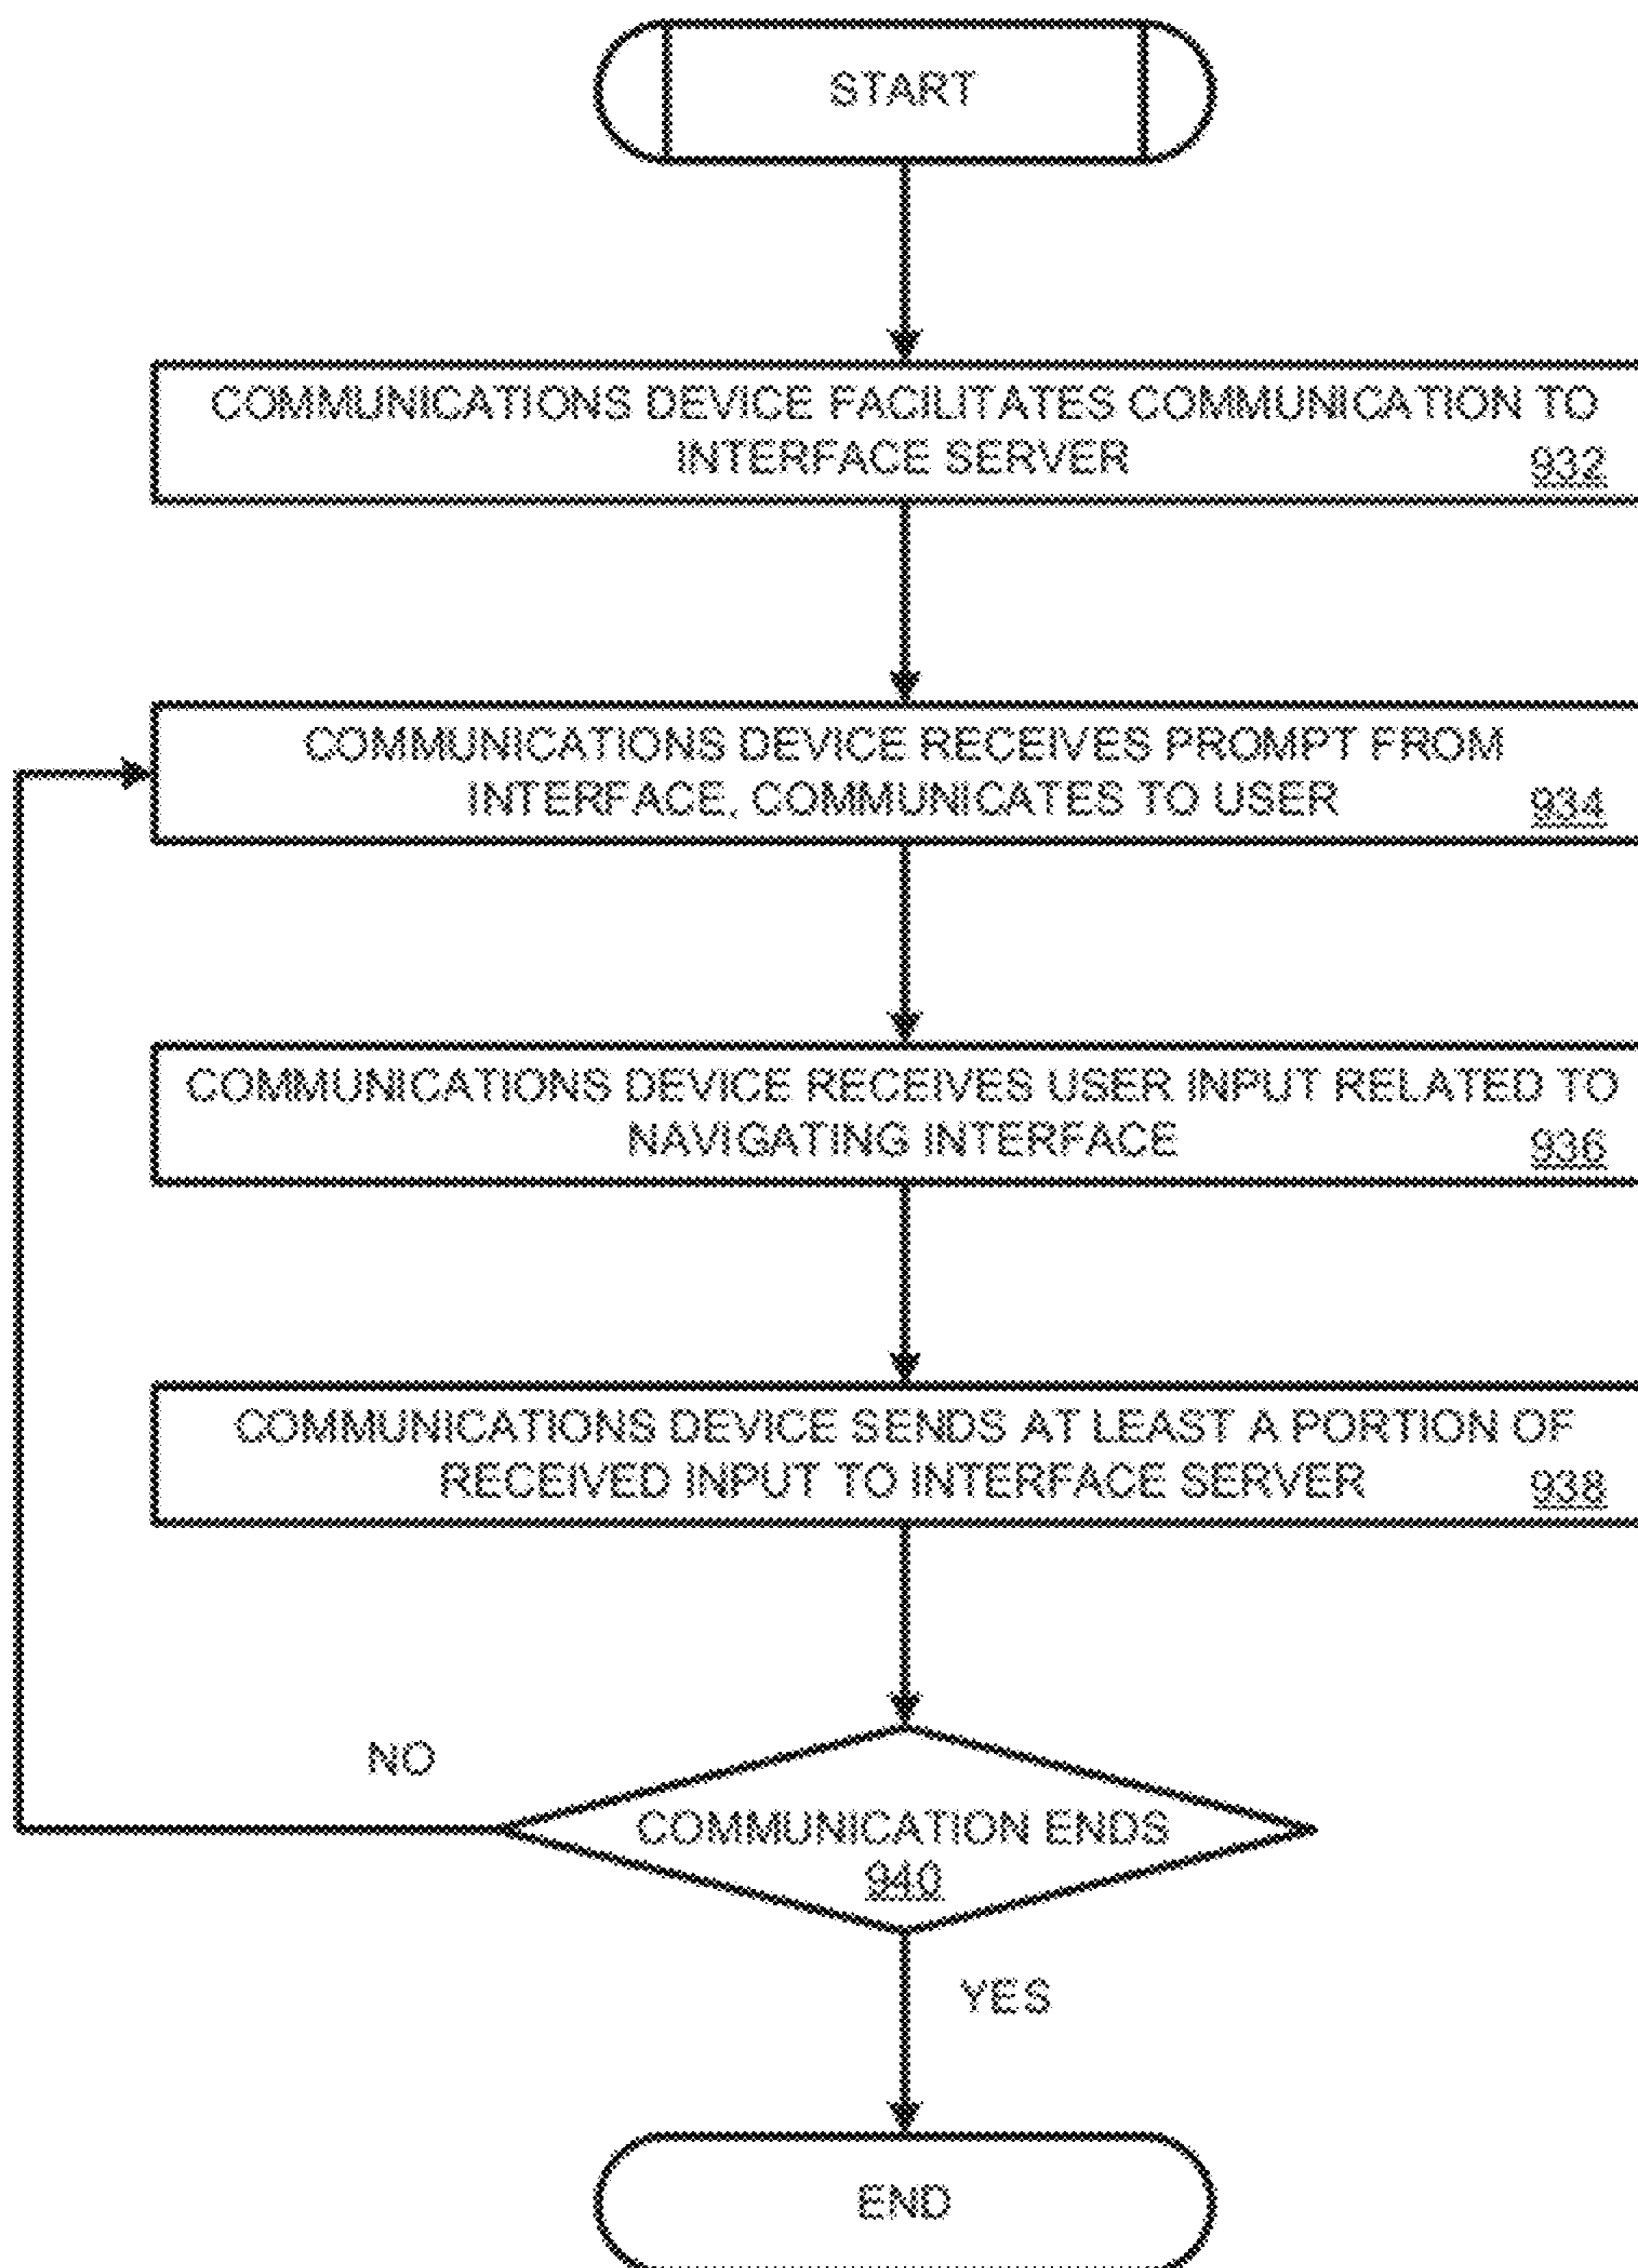 START
COMMUNICATIONS DEVICE FACILITATES COMMUNICATION TO
INTERFACE SERVER 932
COMMUNICATIONS DEVICE RECEIVES PROMPT FROM
INTERFACE, COMMUNICATES TO USER 934
COMMUNICATIONS DEVICE RECEIVES USER INPUT RELATED TO
NAVIGATING INTERFACE 936
COMMUNICATIONS DEVICE SENDS AT LEAST A PORTION OF
RECEIVED INPUT TO INTERFACE SERVER 938
NO
COMMUNICATION ENDS
940
YES
END